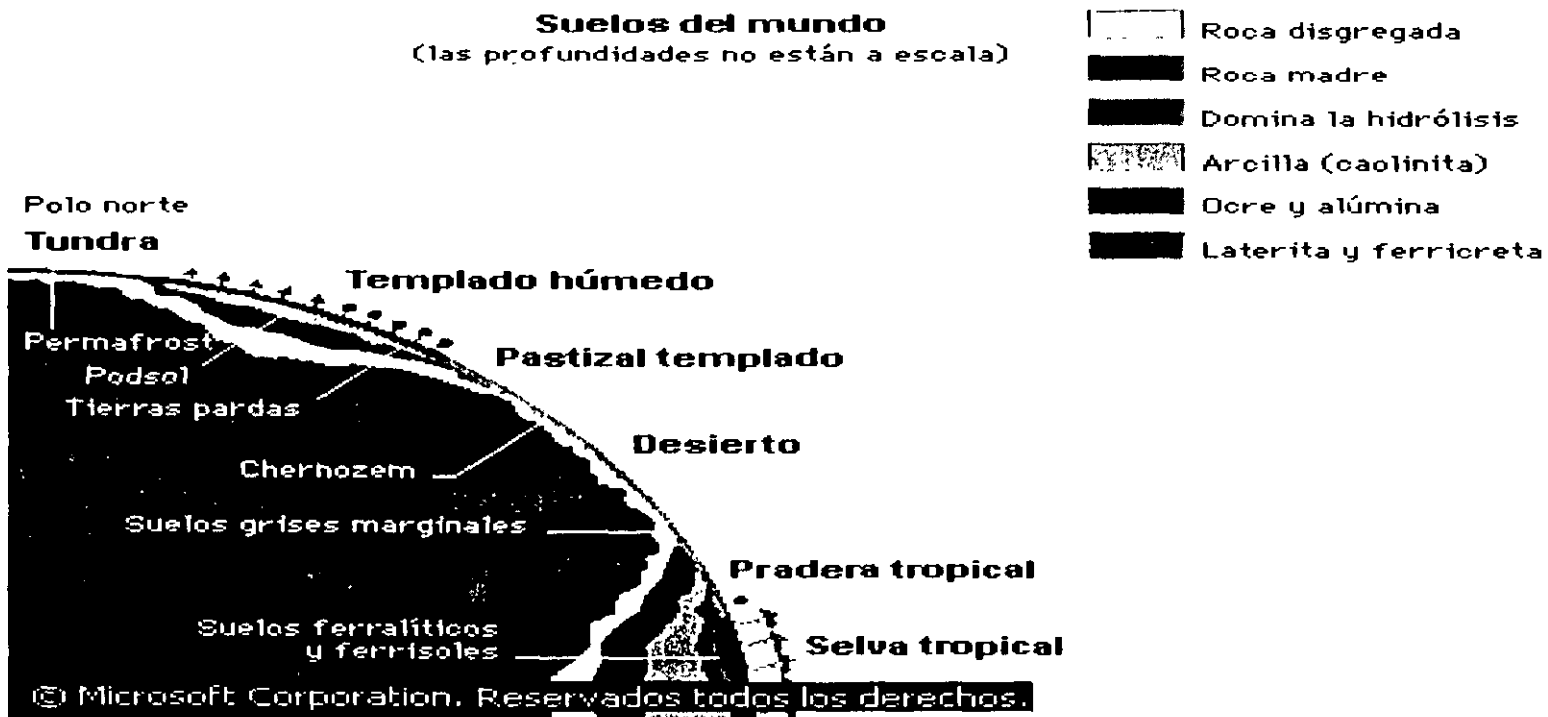 Suelos del mundo
(las profundidades no están a escala)
Roca disgregada
Roca madre
Domina la hidrólisis
Arcilla (caolinita)
Ocre y alúmina
Laterita y ferricreta
Polo norte
Tundra
Templado húmedo
Permafrost
Podsol
Tierras pardas
Pastizal templado
Desierto
Chernozem
Suelos grises marginales
Pradera tropical
Suelos ferralíticos
y ferrisoles
Selva tropical
© Microsoft Corporation. Reservados todos los derechos.